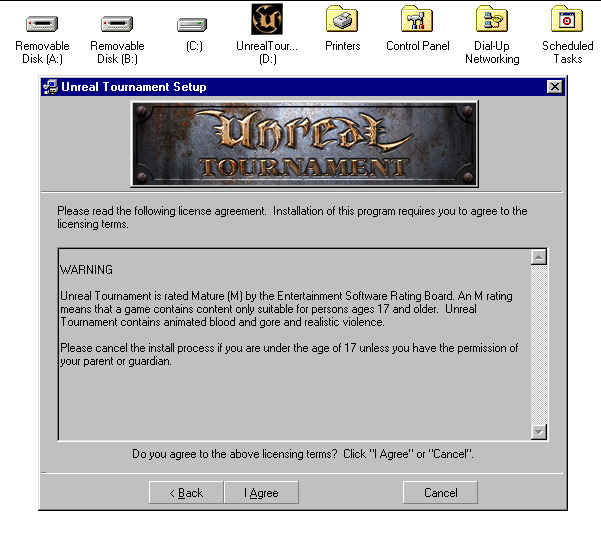 Removable
Disk (A:)
Removable
Disk (B:)
(C:)
UnrealTour...
(D:)
Printers
Control Panel
Dial-Up
Networking
Scheduled
Tasks
Unreal Tournament Setup
Unreal
TOURNAMENT
Please read the following license agreement.  Installation of this program requires you to agree to the
licensing terms.
WARNING
Unreal Tournament is rated Mature (M) by the Entertainment Software Rating Board. An M rating
means that a game contains content only suitable for persons ages 17 and older.  Unreal
Tournament contains animated blood and gore and realistic violence.
Please cancel the install process if you are under the age of 17 unless you have the permission of
your parent or guardian.
Do you agree to the above licensing terms?  Click "I Agree" or "Cancel".
< Back
I Agree
Cancel